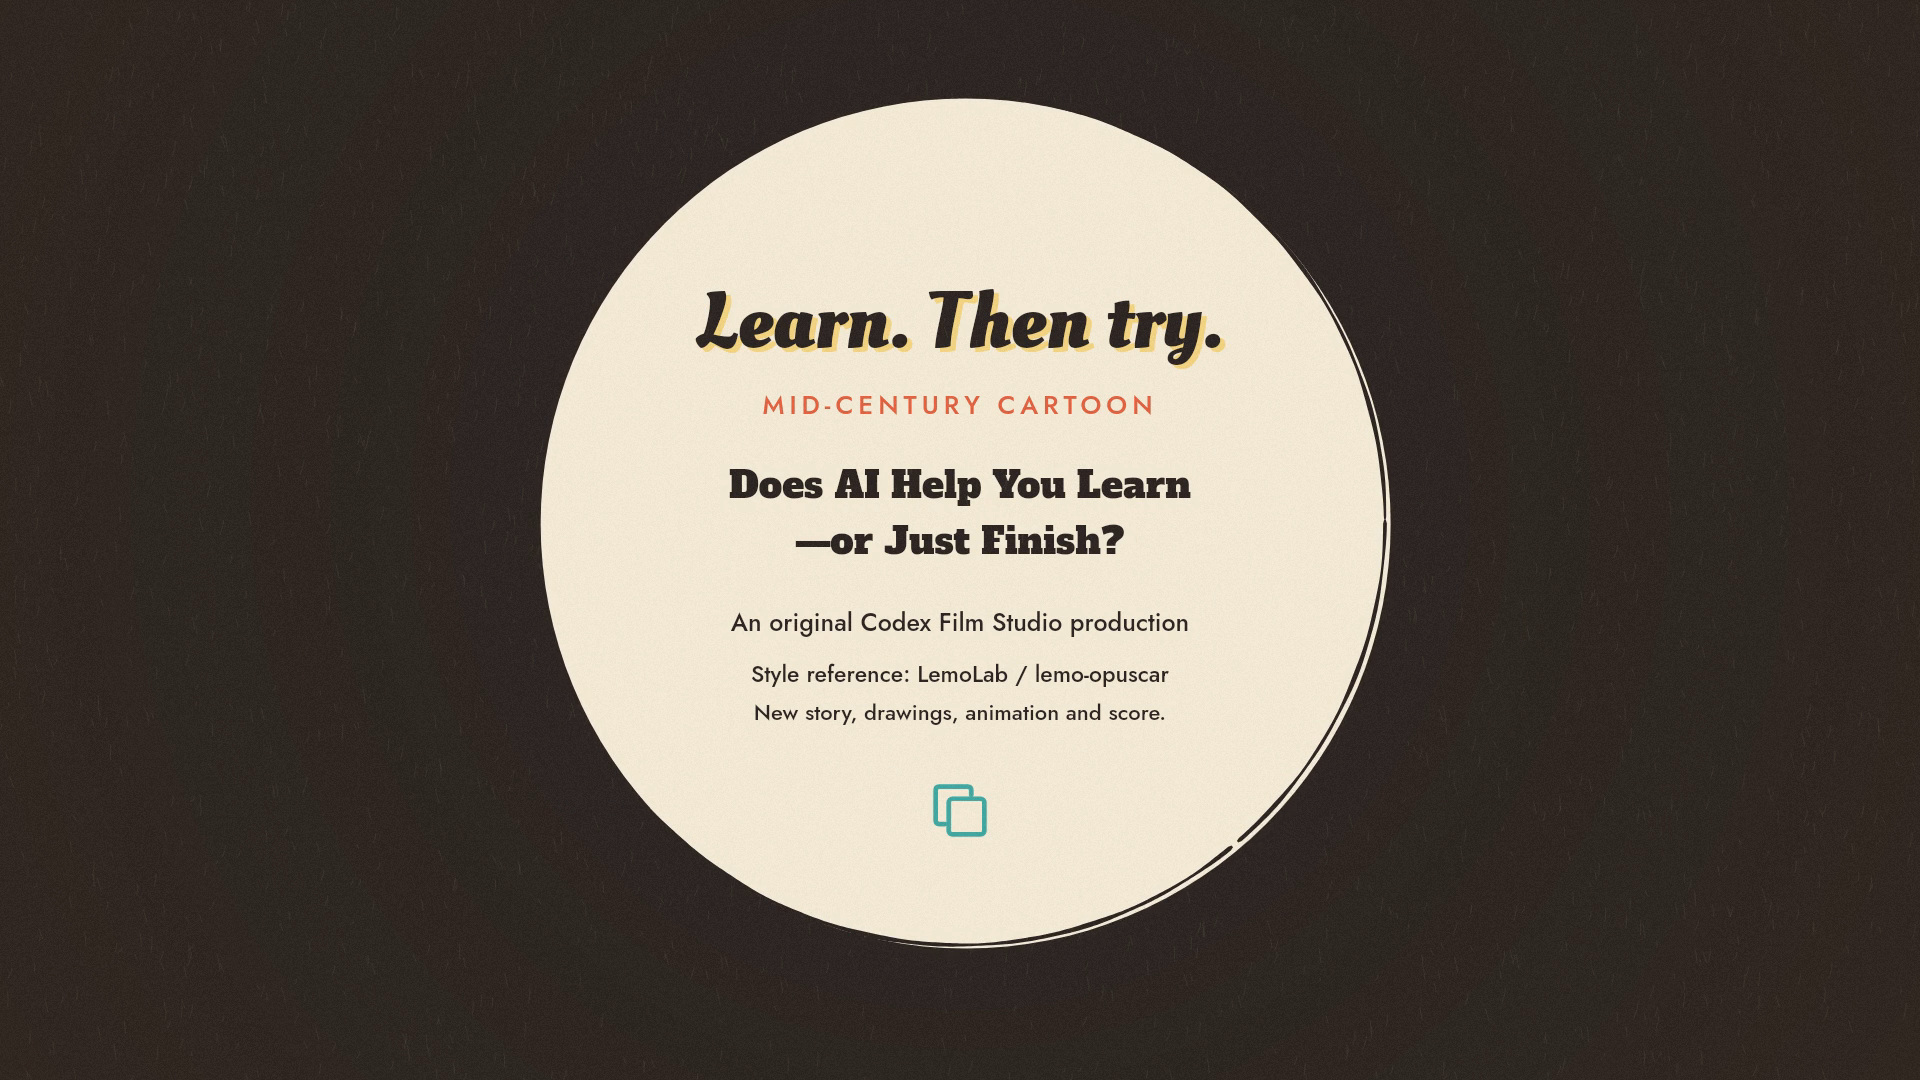 Learn. Then try.
MID-CENTURY CARTOON
Does AI Help You Learn
—or Just Finish?
An original Codex Film Studio production
Style reference: LemoLab / lemo-opuscar
New story, drawings, animation and score.